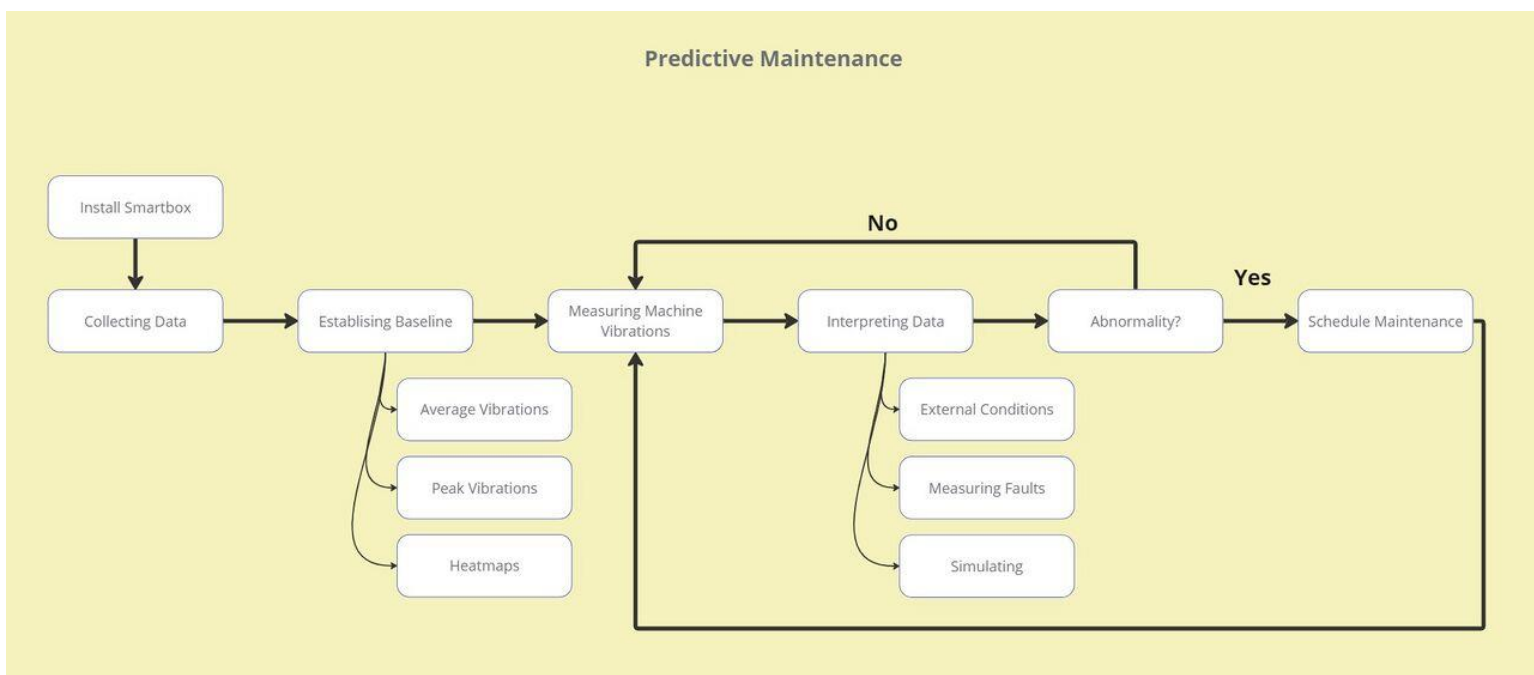 Predictive Maintenance
Install Smartbox
No
Yes
Collecting Data
Establising Baseline
Measuring Machine
Vibrations
Interpreting Data
Abnormality?
Schedule Maintenance
Average Vibrations
Peak Vibrations
Heatmaps
External Conditions
Measuring Faults
Simulating